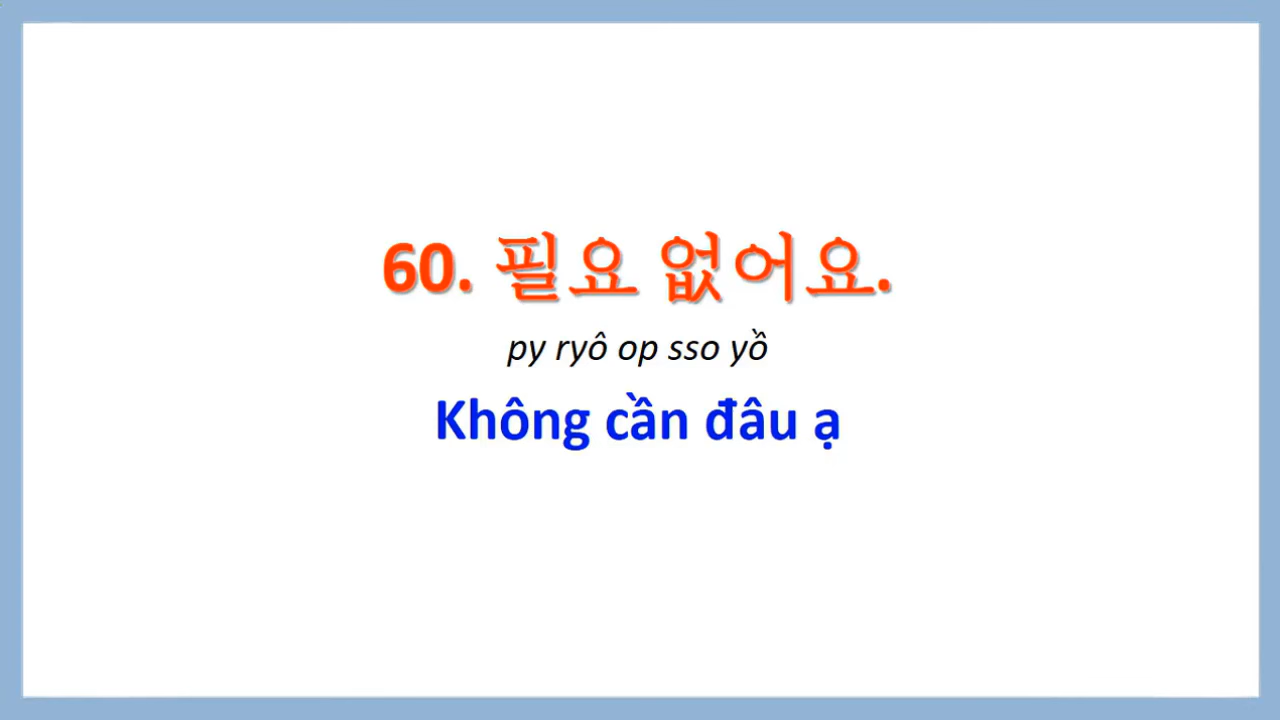 60. 필요 없어요.
py ryô op sso yồ
Không cần đâu ạ